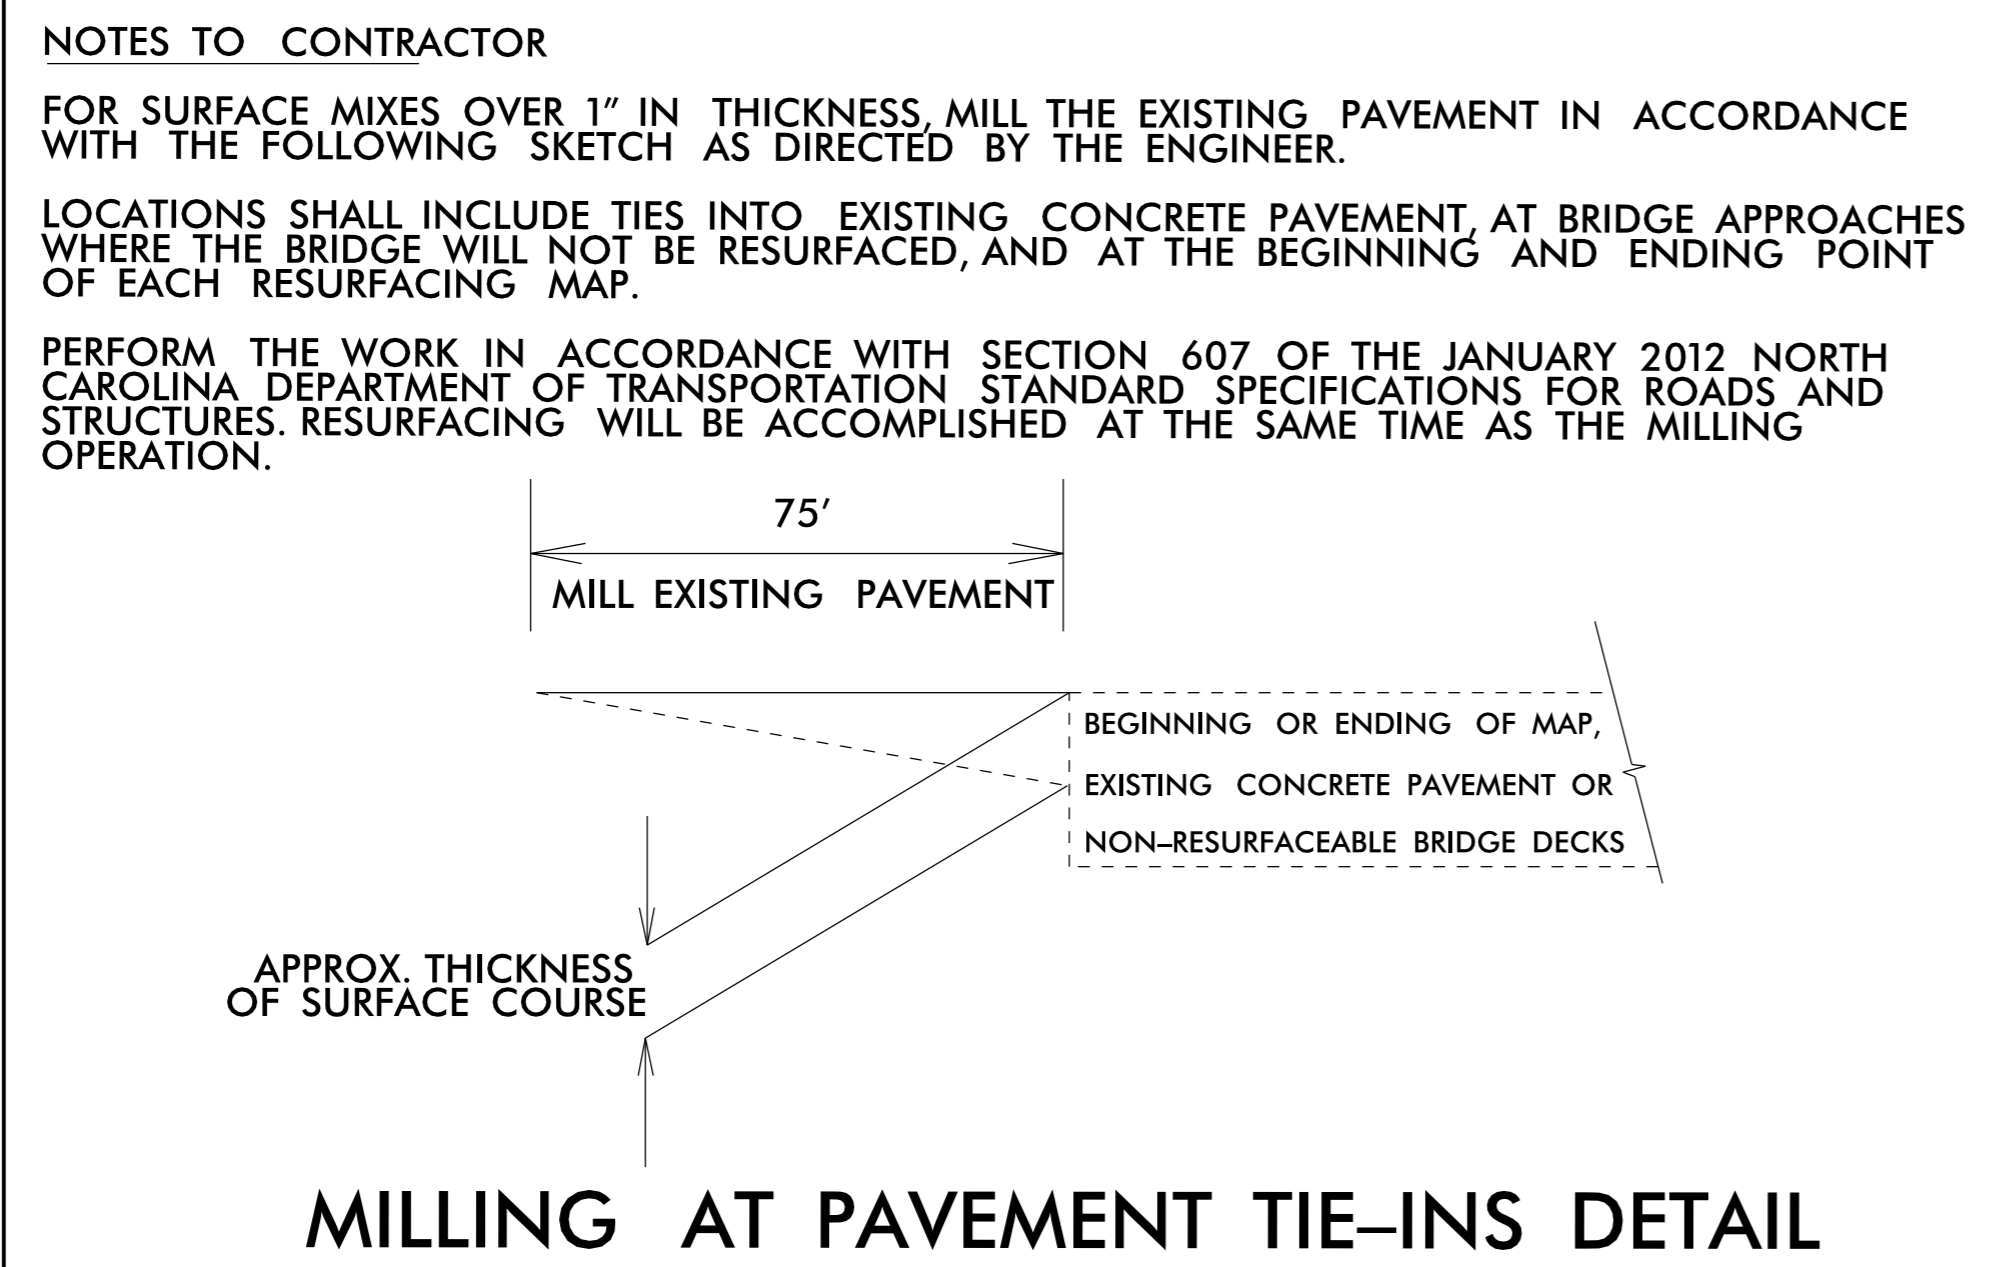 NOTES TO CONTRACTOR
FOR SURFACE MIXES OVER 1" IN THICKNESS, MILL THE EXISTING PAVEMENT IN ACCORDANCE
WITH THE FOLLOWING SKETCH AS DIRECTED BY THE ENGINEER.
LOCATIONS SHALL INCLUDE TIES INTO EXISTING CONCRETE PAVEMENT, AT BRIDGE APPROACHES
WHERE THE BRIDGE WILL NOT BE RESURFACED, AND AT THE BEGINNING AND ENDING POINT
OF EACH RESURFACING MAP.
PERFORM THE WORK IN ACCORDANCE WITH SECTION 607 OF THE JANUARY 2012 NORTH
CAROLINA DEPARTMENT OF TRANSPORTATION STANDARD SPECIFICATIONS FOR ROADS AND
STRUCTURES. RESURFACING WILL BE ACCOMPLISHED AT THE SAME TIME AS THE MILLING
OPERATION.
75'
MILL EXISTING PAVEMENT
BEGINNING OR ENDING OF MAP,
EXISTING CONCRETE PAVEMENT OR
NON–RESURFACEABLE BRIDGE DECKS
APPROX. THICKNESS
OF SURFACE COURSE
MILLING AT PAVEMENT TIE–INS DETAIL